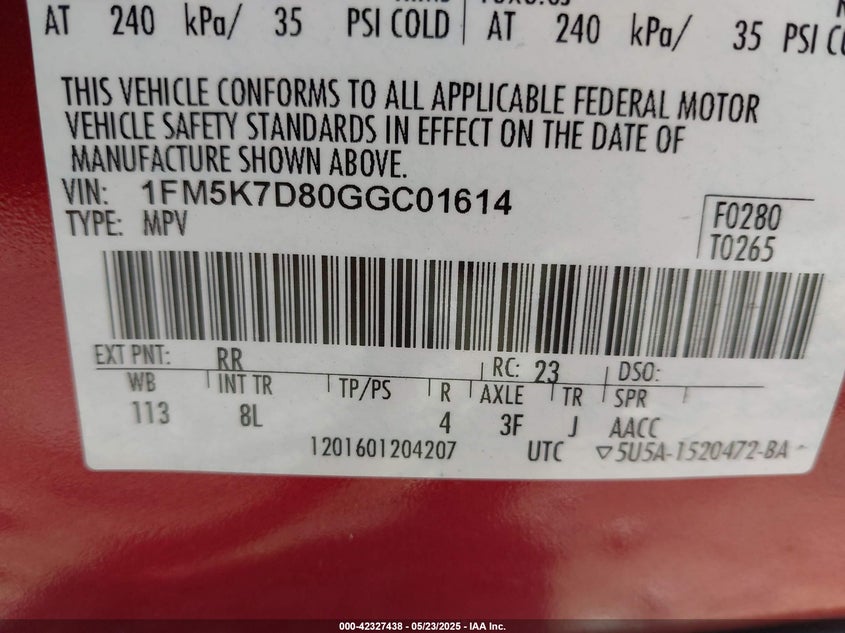 AT 240 kPa/ 35 PSI COLD AT 240 kPa/ 35 PSI
THIS VEHICLE CONFORMS TO ALL APPLICABLE FEDERAL MOTOR
VEHICLE SAFETY STANDARDS IN EFFECT ON THE DATE OF
MANUFACTURE SHOWN ABOVE.
VIN: 1FM5K7D80GGC01614
TYPE: MPV
F0280
T0265
EXT PNT: RR RC: 23 DSO:
WB INT TR TP/PS R AXLE TR SPR
113 8L 4 3F J AACC
1201601204207 UTC ▽5U5A-1520472-BA
000-42327438 - 05/23/2025 - IAA Inc.